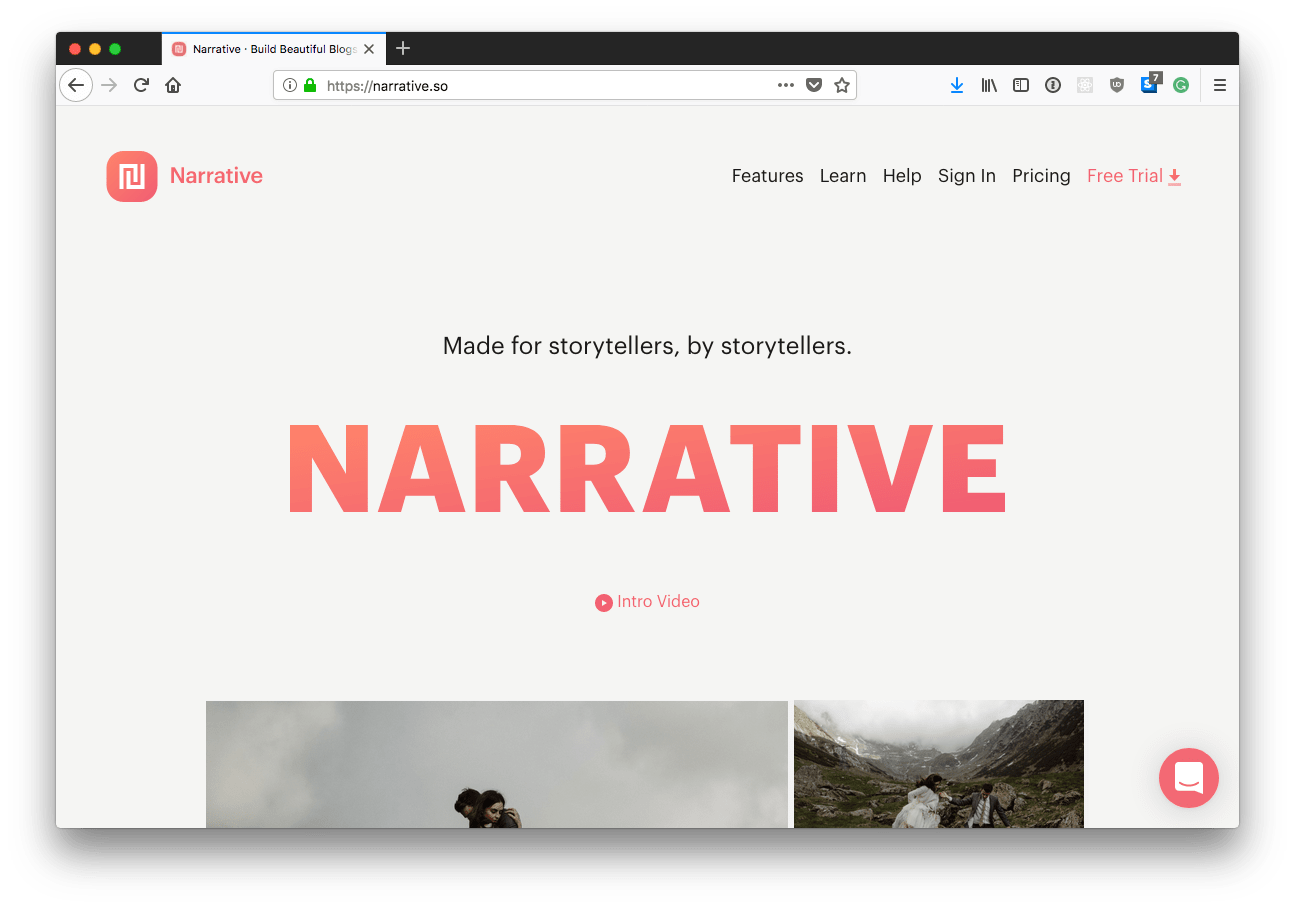 Narrative · Build Beautiful Blogs
https://narrative.so
7
Narrative
Features Learn Help Sign In Pricing Free Trial
Made for storytellers, by storytellers.
NARRATIVE
Intro Video